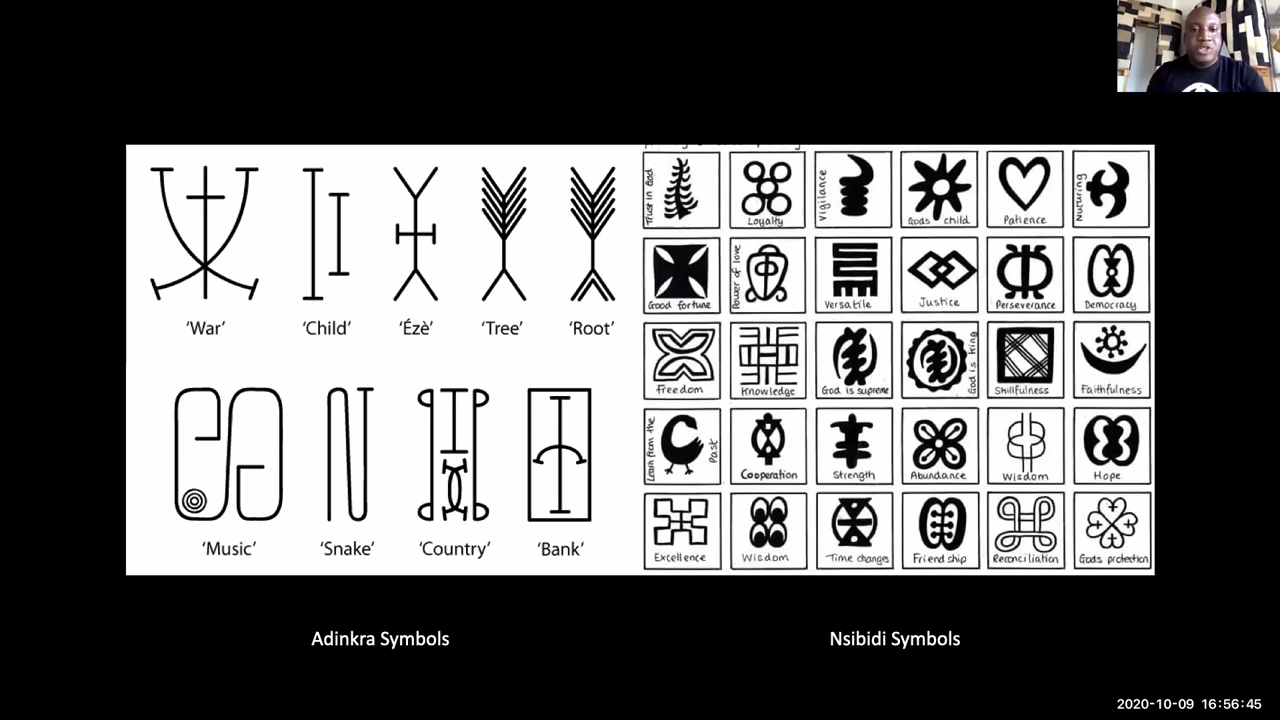 'War' 'Child' 'Ézè' 'Tree' 'Root'
'Music' 'Snake' 'Country' 'Bank'
Trust in God
Loyalty
Vigilance
Gods child
Patience
Nurturing
Good fortune
Power of love
Versatile
Justice
Perseverance
Democracy
Freedom
Knowledge
God is supreme
God is King
Skillfulness
Faithfulness
Learn from the
Past
Cooperation
Strength
Abundance
Wisdom
Hope
Excellence
Wisdom
Time changes
Friend ship
Reconciliation
Gods protection
Adinkra Symbols
Nsibidi Symbols
2020-10-09 16:56:45